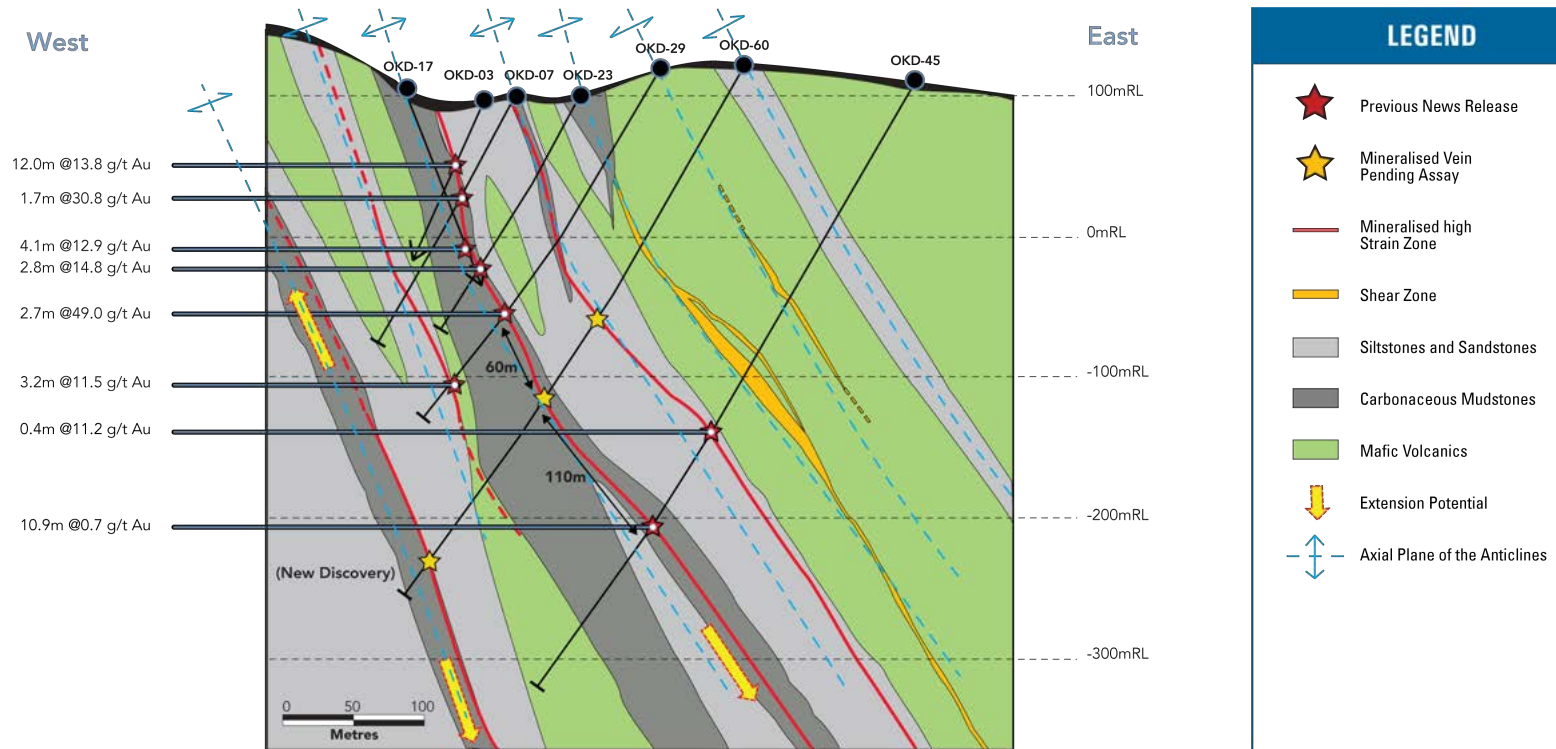 West
East
LEGEND
OKD-17
OKD-03
OKD-07
OKD-23
OKD-29
OKD-60
OKD-45
100mRL
0mRL
-100mRL
-200mRL
-300mRL
12.0m @13.8 g/t Au
1.7m @30.8 g/t Au
4.1m @12.9 g/t Au
2.8m @14.8 g/t Au
2.7m @49.0 g/t Au
3.2m @11.5 g/t Au
0.4m @11.2 g/t Au
10.9m @0.7 g/t Au
60m
110m
(New Discovery)
0 50 100
Metres
Previous News Release
Mineralised Vein
Pending Assay
Mineralised high
Strain Zone
Shear Zone
Siltstones and Sandstones
Carbonaceous Mudstones
Mafic Volcanics
Extension Potential
Axial Plane of the Anticlines